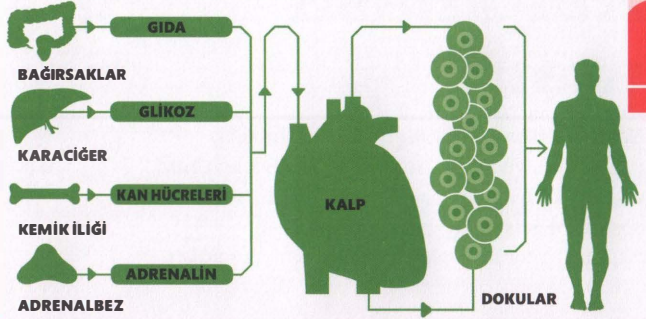 GIDA
BAĞIRSAKLAR
GLİKOZ
KARACİĞER
KAN HÜCRELERİ
KEMİK İLİĞİ
ADRENALİN
ADRENALBEZ
KALP
DOKULAR